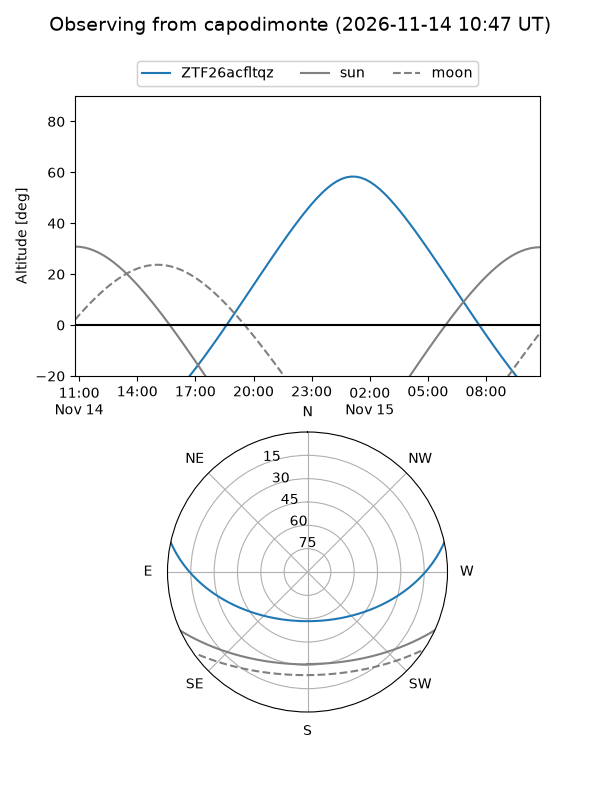 Observing from capodimonte (2026-11-14 10:47 UT)
ZTF26acfltqz sun moon
Altitude [deg]
80
60
40
20
0
−20
11:00 14:00 17:00 20:00 23:00 02:00 05:00 08:00
Nov 14 Nov 15
N
NE NW
15
30
45
60
75
E W
SE SW
S